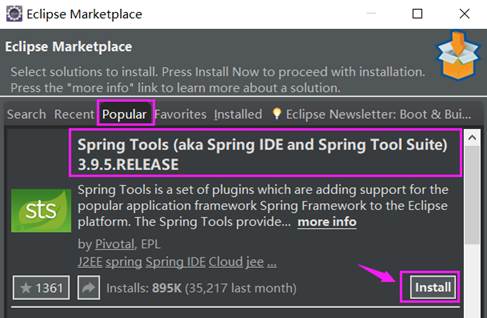 Eclipse Marketplace
Eclipse Marketplace
Select solutions to install. Press Install Now to proceed with installation.
Press the "more info" link to learn more about a solution.
Search Recent Popular Favorites Installed Eclipse Newsletter: Boot & Bui...
Spring Tools (aka Spring IDE and Spring Tool Suite)
3.9.5.RELEASE
Spring Tools is a set of plugins which are adding support for the
popular application framework Spring Framework to the Eclipse
platform. The Spring Tools provide... more info
sts
by Pivotal, EPL
J2EE spring Spring IDE Cloud jee ...
1361 Installs: 895K (35,217 last month) Install